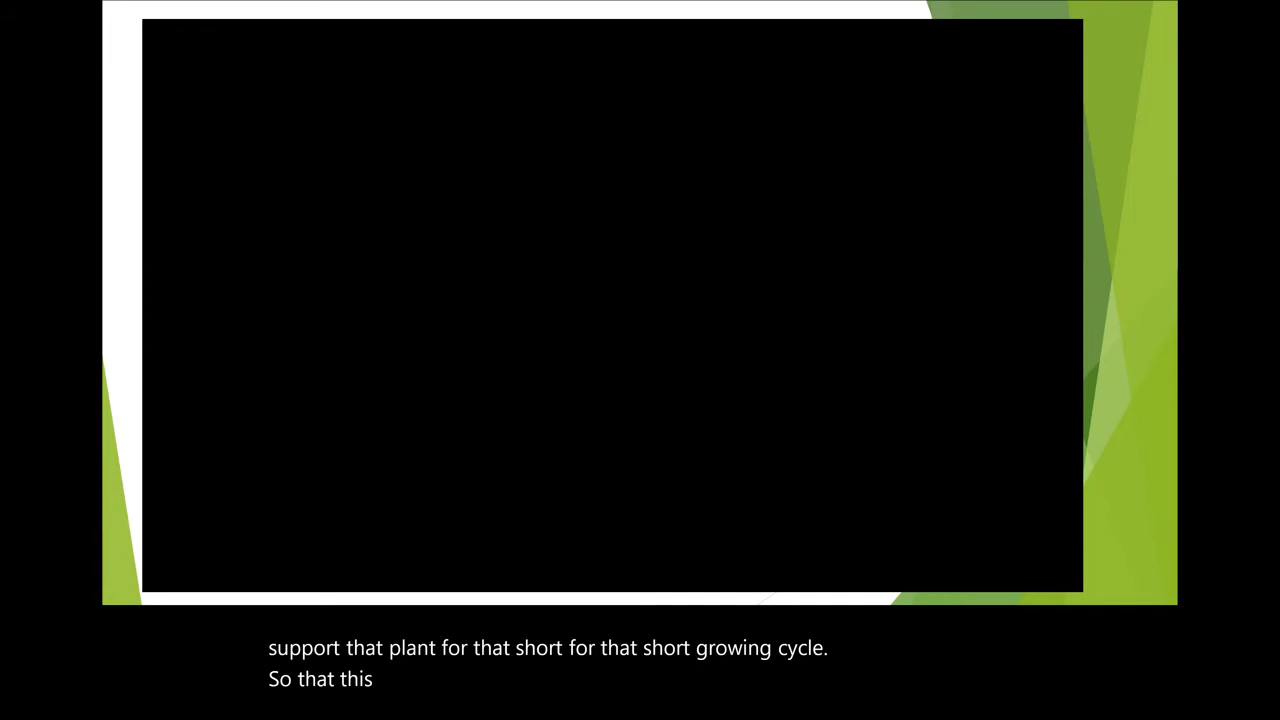 support that plant for that short for that short growing cycle.
So that this